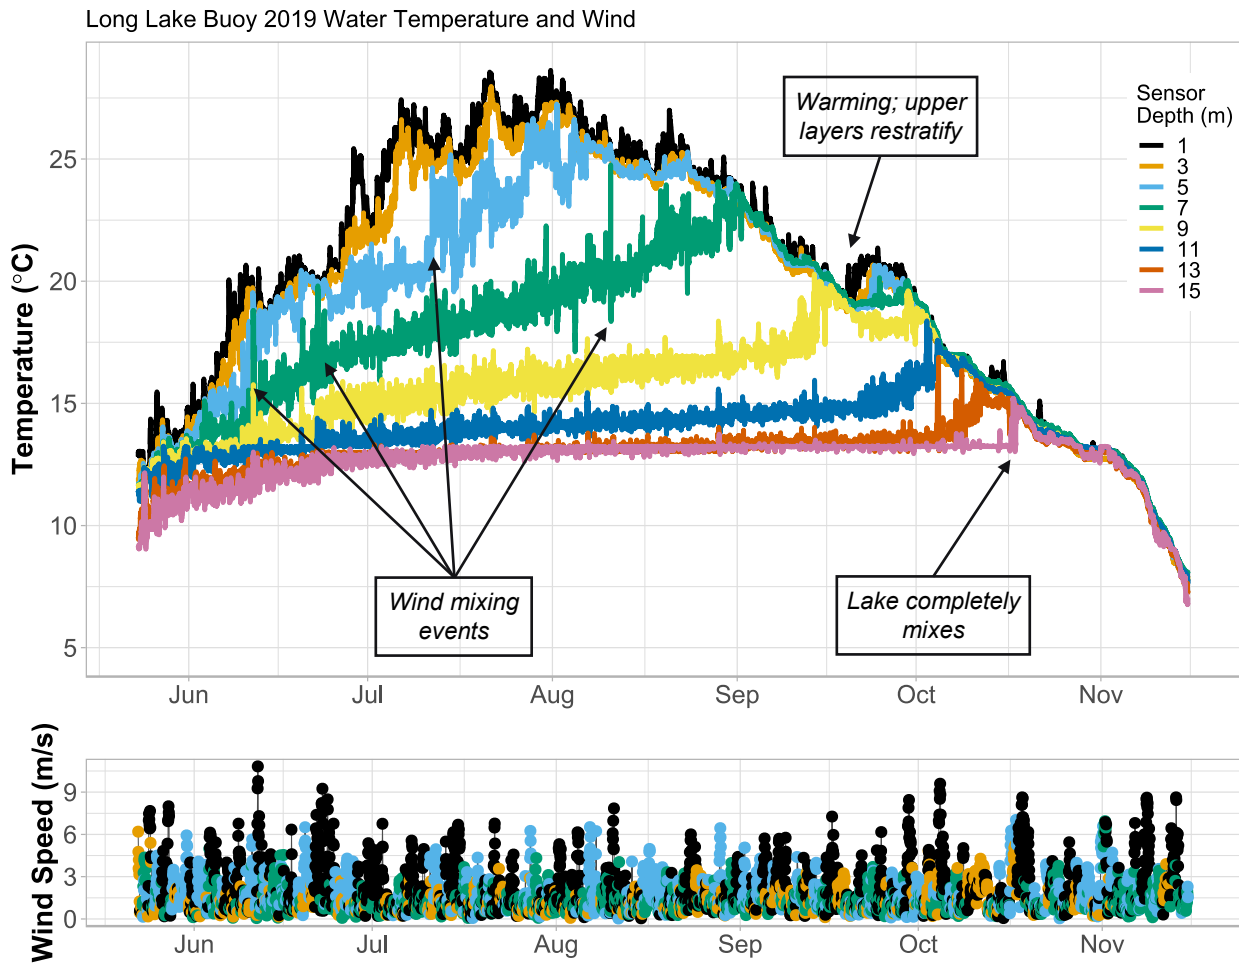 Long Lake Buoy 2019 Water Temperature and Wind
Temperature (°C)
25
20
15
10
5
Warming; upper
layers restratify
Sensor
Depth (m)
1
3
5
7
9
11
13
15
Wind mixing
events
Lake completely
mixes
Jun Jul Aug Sep Oct Nov
Wind Speed (m/s)
9
6
3
0
Jun Jul Aug Sep Oct Nov